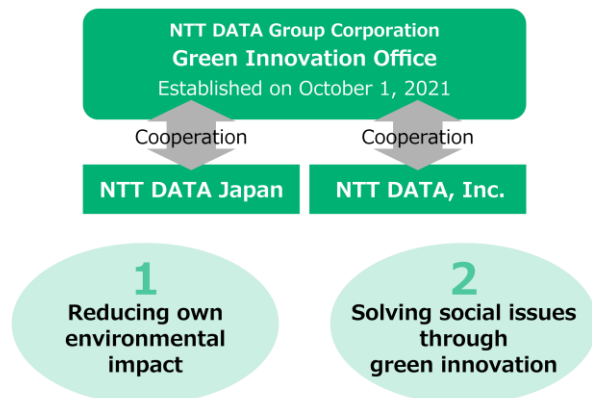 NTT DATA Group Corporation
Green Innovation Office
Established on October 1, 2021
Cooperation
Cooperation
NTT DATA Japan
NTT DATA, Inc.
1
Reducing own
environmental
impact
2
Solving social issues
through
green innovation